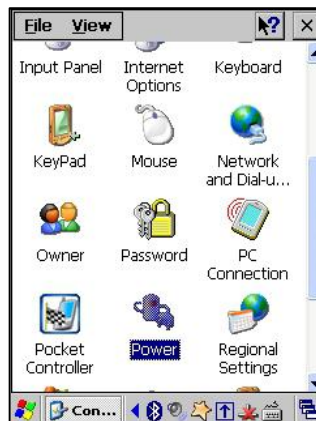 File View
Input Panel
Internet Options
Keyboard
KeyPad
Mouse
Network and Dial-u...
Owner
Password
PC Connection
Pocket Controller
Power
Regional Settings
Con...